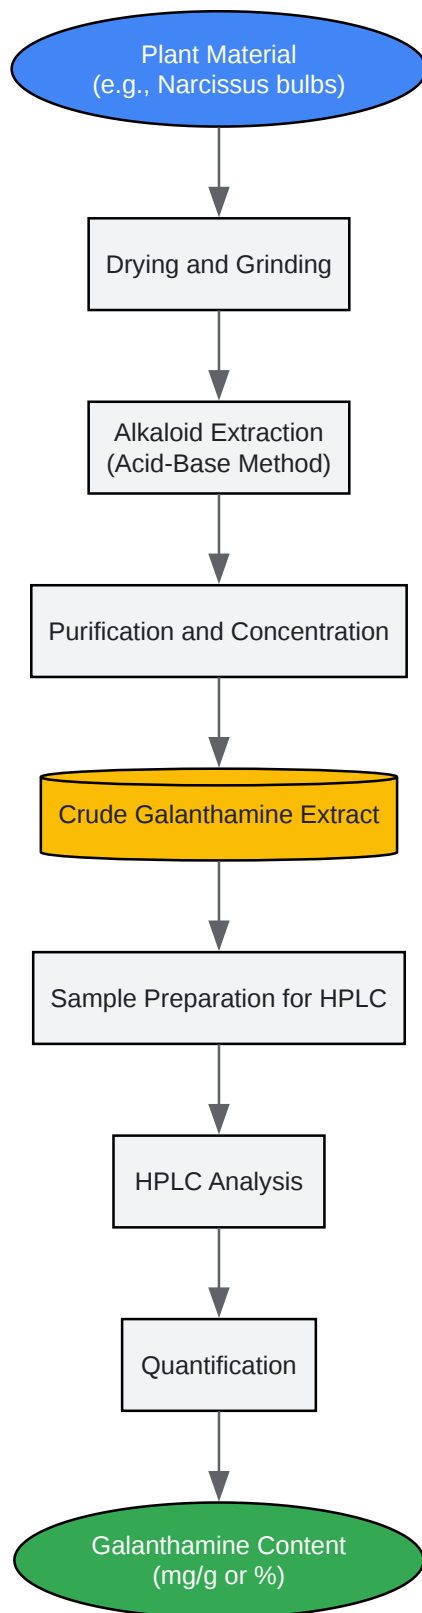 Plant Material
(e.g., Narcissus bulbs)
Drying and Grinding
Alkaloid Extraction
(Acid-Base Method)
Purification and Concentration
Crude Galanthamine Extract
Sample Preparation for HPLC
HPLC Analysis
Quantification
Galanthamine Content
(mg/g or %)